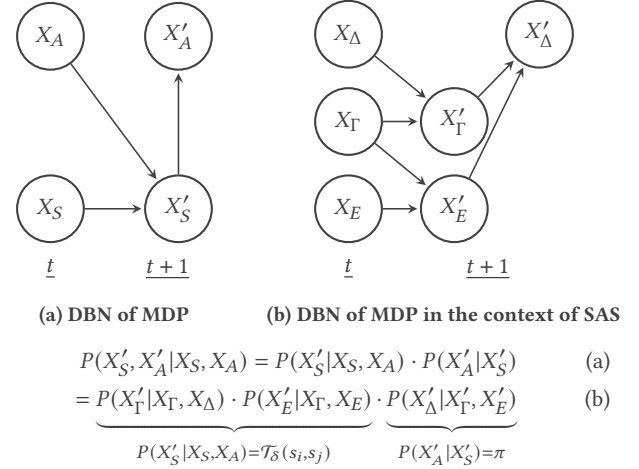 X_A X′_A X_Δ X′_Δ
X_Γ X′_Γ
X_S X′_S X_E X′_E
t t + 1 t t + 1
(a) DBN of MDP (b) DBN of MDP in the context of SAS
P(X′_S, X′_A|X_S, X_A) = P(X′_S|X_S, X_A) · P(X′_A|X′_S) (a)
= P(X′_Γ|X_Γ, X_Δ) · P(X′_E|X_Γ, X_E) · P(X′_Δ|X′_Γ, X′_E) (b)
P(X′_S|X_S,X_A)=𝒯_δ(s_i,s_j) P(X′_A|X′_S)=π